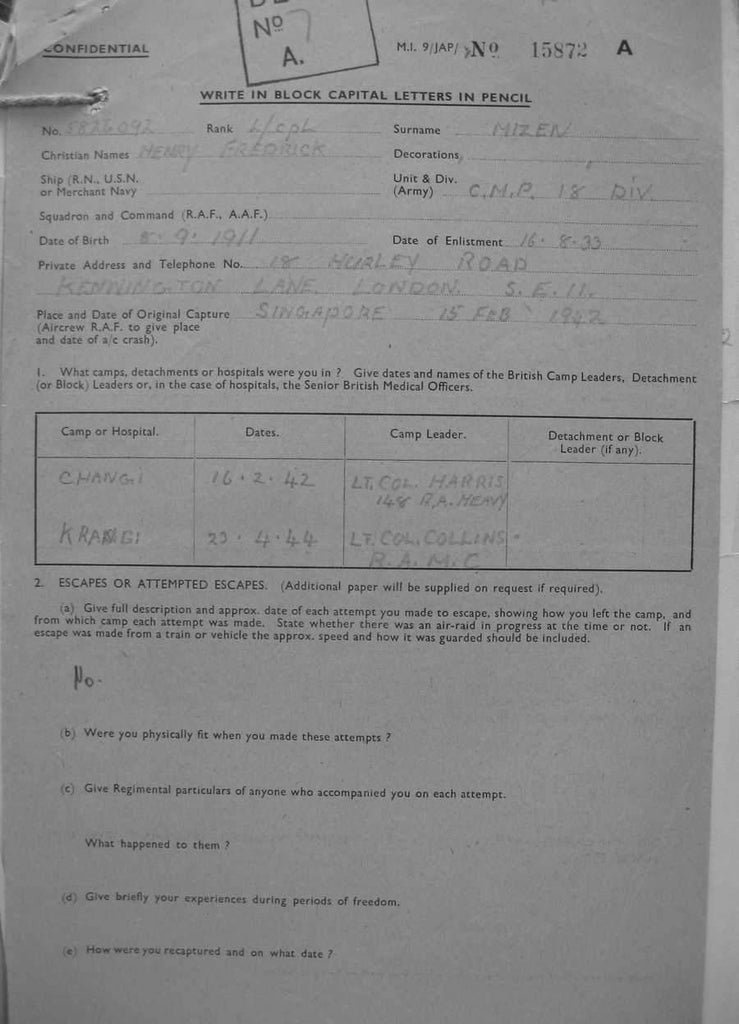 No
A.
CONFIDENTIAL
M.I. 9/JAP/ No 15872 A
WRITE IN BLOCK CAPITAL LETTERS IN PENCIL
No. 5826092 Rank L/CPL Surname MIZEN
Christian Names HENRY FREDRICK Decorations
Ship (R.N., U.S.N. Unit & Div.
or Merchant Navy (Army) C.M.P. 18 DIV.
Squadron and Command (R.A.F., A.A.F.)
Date of Birth 8.9.1911 Date of Enlistment 16.8.33
Private Address and Telephone No. 18 HURLEY ROAD
KENNINGTON LANE LONDON. S.E.11.
Place and Date of Original Capture SINGAPORE 15 FEB 1942
(Aircrew R.A.F. to give place
and date of a/c crash).
1. What camps, detachments or hospitals were you in ? Give dates and names of the British Camp Leaders, Detachment
(or Block) Leaders or, in the case of hospitals, the Senior British Medical Officers.
Camp or Hospital. Dates. Camp Leader. Detachment or Block
Leader (if any).
CHANGI 16.2.42 LT. COL. HARRIS
148 R.A. HEAVY
KRANGI 23.4.44 LT. COL. COLLINS
R.A.M.C
2. ESCAPES OR ATTEMPTED ESCAPES. (Additional paper will be supplied on request if required).
(a) Give full description and approx. date of each attempt you made to escape, showing how you left the camp, and
from which camp each attempt was made. State whether there was an air-raid in progress at the time or not. If an
escape was made from a train or vehicle the approx. speed and how it was guarded should be included.
No.
(b) Were you physically fit when you made these attempts ?
(c) Give Regimental particulars of anyone who accompanied you on each attempt.
What happened to them ?
(d) Give briefly your experiences during periods of freedom.
(e) How were you recaptured and on what date ?